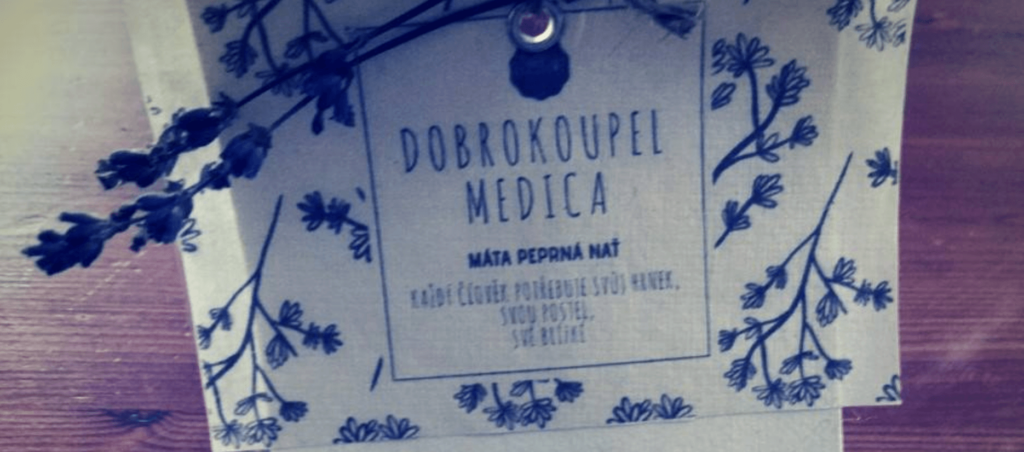 DOBROKOUPEL
MEDICA
MÁTA PEPRNÁ NAŤ
KAŽDÝ ČLOVĚK POTŘEBUJE SVŮJ HRNEK,
SVOU POSTEL,
SVÉ BLÍZKÉ